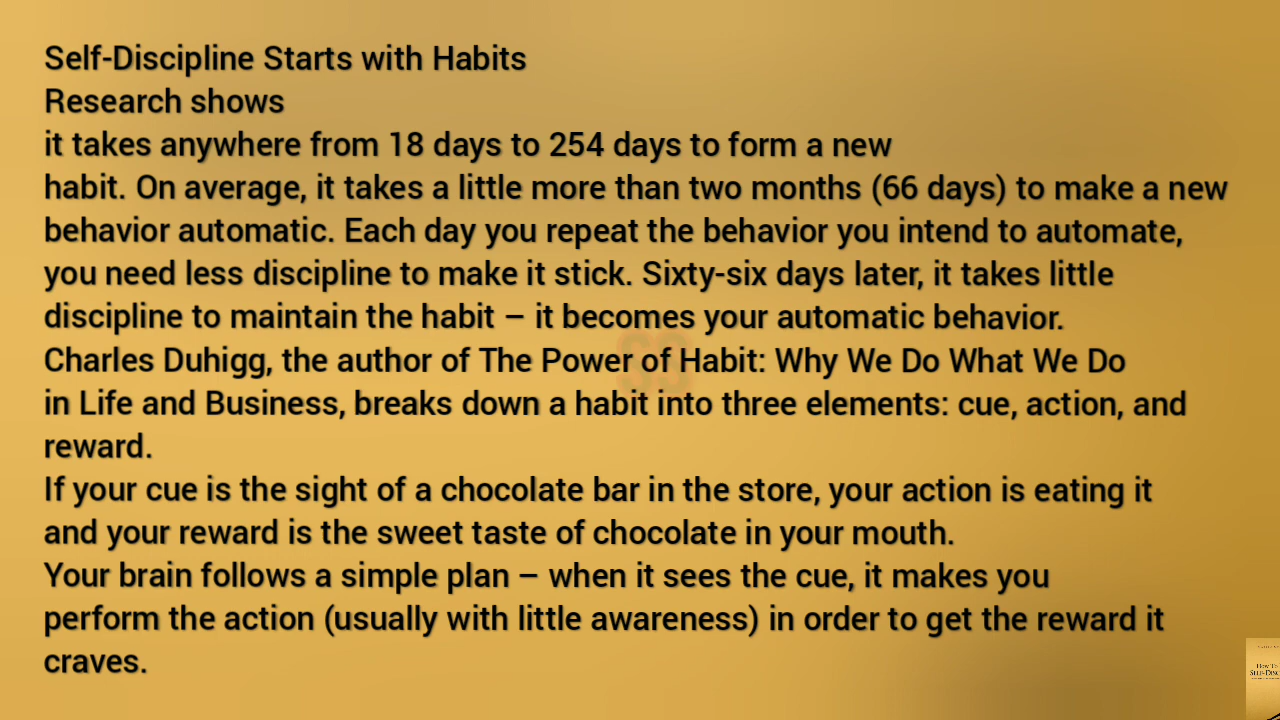 Self-Discipline Starts with Habits
Research shows
it takes anywhere from 18 days to 254 days to form a new
habit. On average, it takes a little more than two months (66 days) to make a new
behavior automatic. Each day you repeat the behavior you intend to automate,
you need less discipline to make it stick. Sixty-six days later, it takes little
discipline to maintain the habit – it becomes your automatic behavior.
Charles Duhigg, the author of The Power of Habit: Why We Do What We Do
in Life and Business, breaks down a habit into three elements: cue, action, and
reward.
If your cue is the sight of a chocolate bar in the store, your action is eating it
and your reward is the sweet taste of chocolate in your mouth.
Your brain follows a simple plan – when it sees the cue, it makes you
perform the action (usually with little awareness) in order to get the reward it
craves.
How To